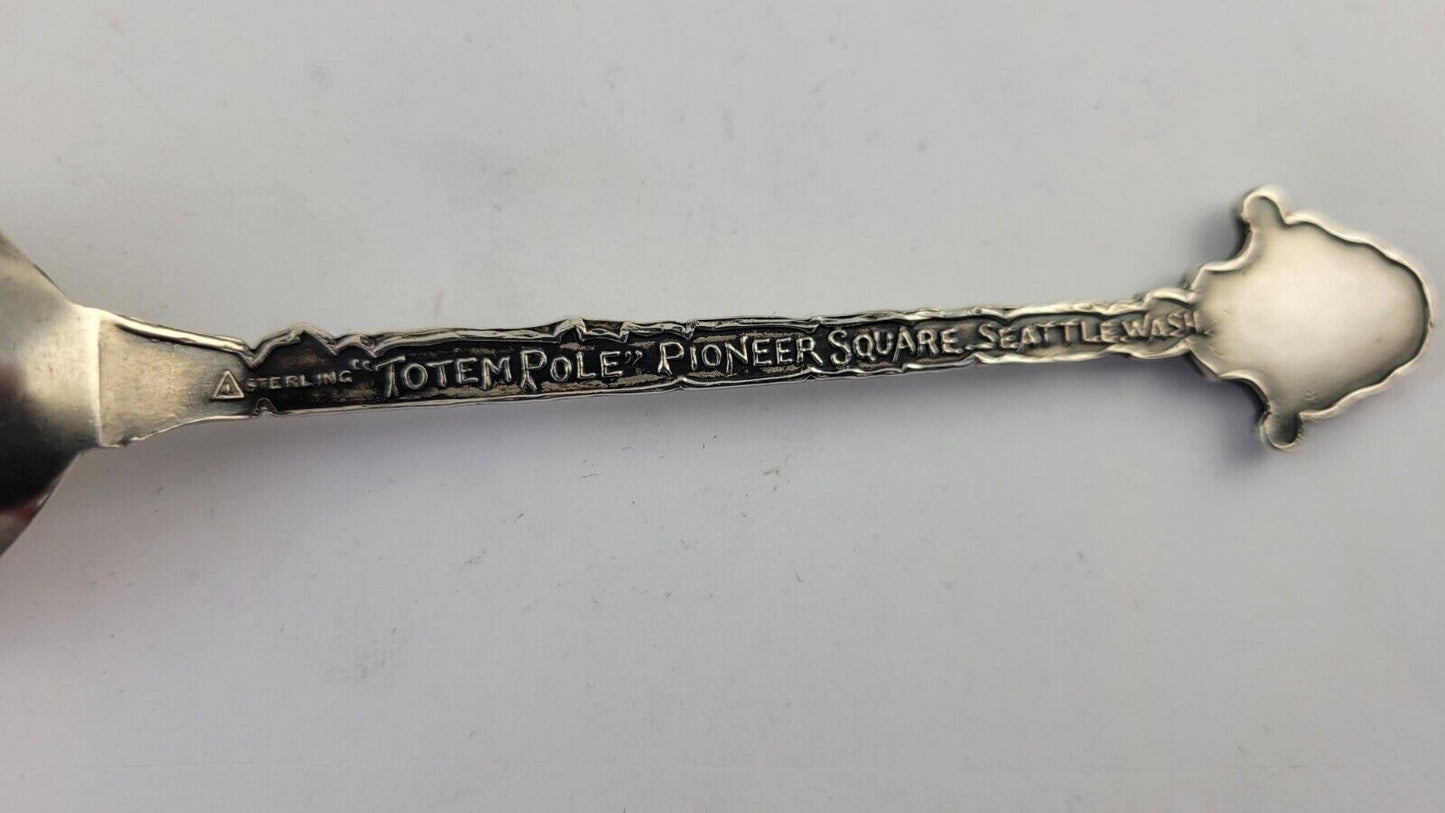 STERLING "TOTEM POLE" PIONEER SQUARE. SEATTLE. WASH.